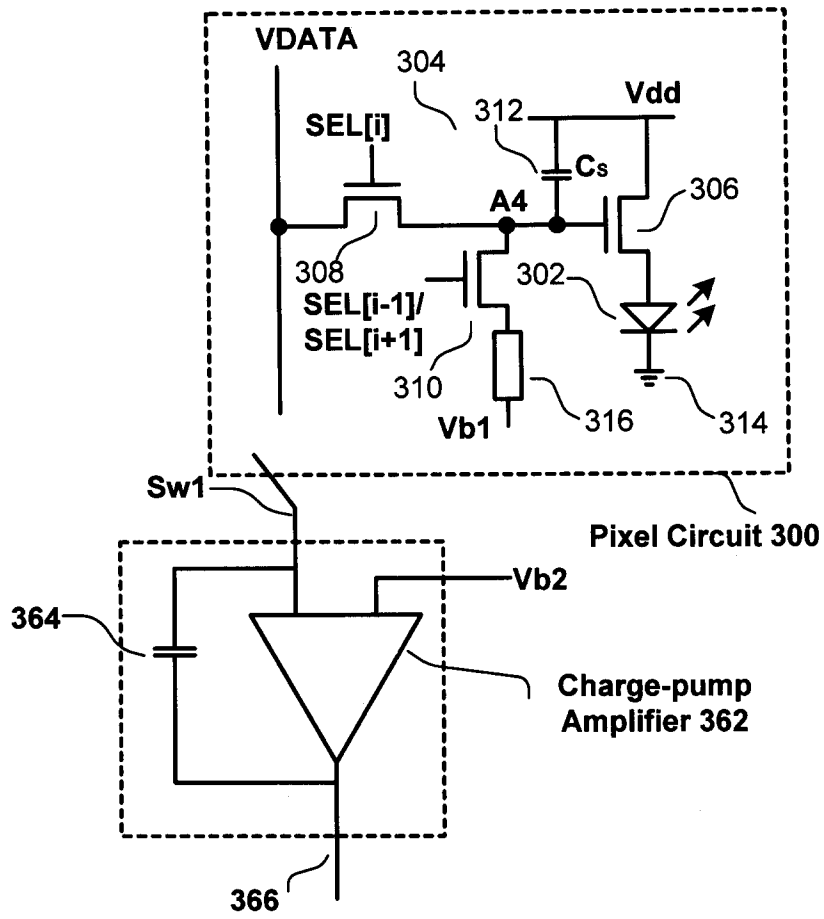 VDATA
304
312
Vdd
SEL[i]
Cs
A4
306
308
302
SEL[i-1]/
SEL[i+1]
310
316
314
Vb1
Sw1
Pixel Circuit 300
Vb2
364
Charge-pump
Amplifier 362
366